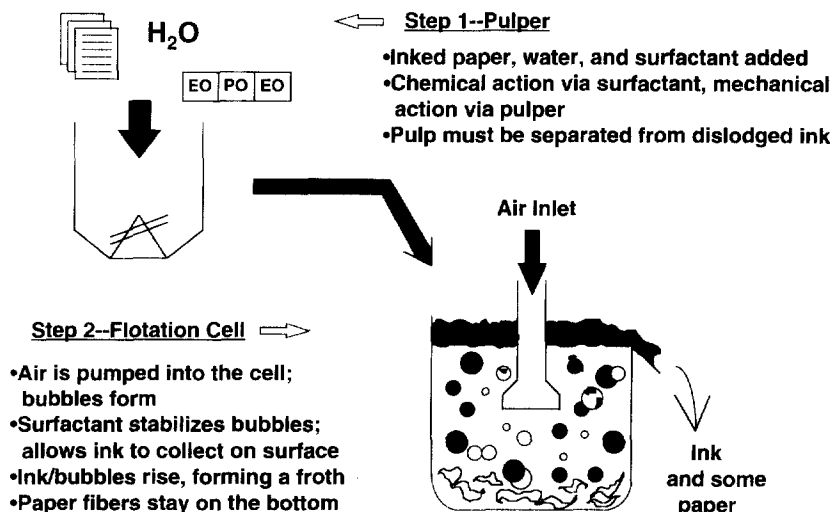 H2O
EO PO EO
Step 1--Pulper
•Inked paper, water, and surfactant added
•Chemical action via surfactant, mechanical
action via pulper
•Pulp must be separated from dislodged ink
Air Inlet
Step 2--Flotation Cell
•Air is pumped into the cell;
bubbles form
•Surfactant stabilizes bubbles;
allows ink to collect on surface
•Ink/bubbles rise, forming a froth
•Paper fibers stay on the bottom
Ink
and some
paper